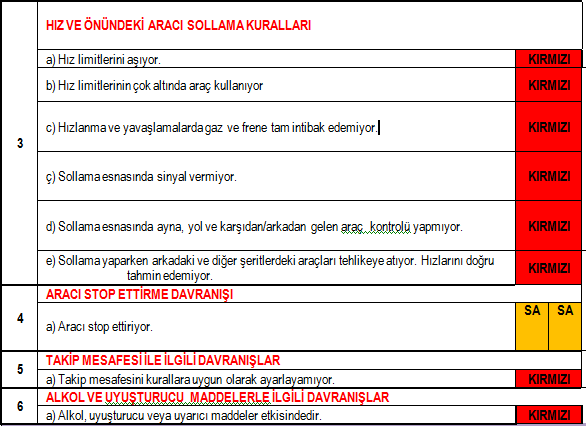 3
HIZ VE ÖNÜNDEKİ ARACI SOLLAMA KURALLARI
a) Hız limitlerini aşıyor. KIRMIZI
b) Hız limitlerinin çok altında araç kullanıyor KIRMIZI
c) Hızlanma ve yavaşlamalarda gaz ve frene tam intibak edemiyor. KIRMIZI
ç) Sollama esnasında sinyal vermiyor. KIRMIZI
d) Sollama esnasında ayna, yol ve karşıdan/arkadan gelen araç kontrolü yapmıyor. KIRMIZI
e) Sollama yaparken arkadaki ve diğer şeritlerdeki araçları tehlikeye atıyor. Hızlarını doğru
tahmin edemiyor. KIRMIZI
4
ARACI STOP ETTİRME DAVRANIŞI
a) Aracı stop ettiriyor. SA SA
5
TAKİP MESAFESİ İLE İLGİLİ DAVRANIŞLAR
a) Takip mesafesini kurallara uygun olarak ayarlayamıyor. KIRMIZI
6
ALKOL VE UYUŞTURUCU MADDELERLE İLGİLİ DAVRANIŞLAR
a) Alkol, uyuşturucu veya uyarıcı maddeler etkisindedir. KIRMIZI